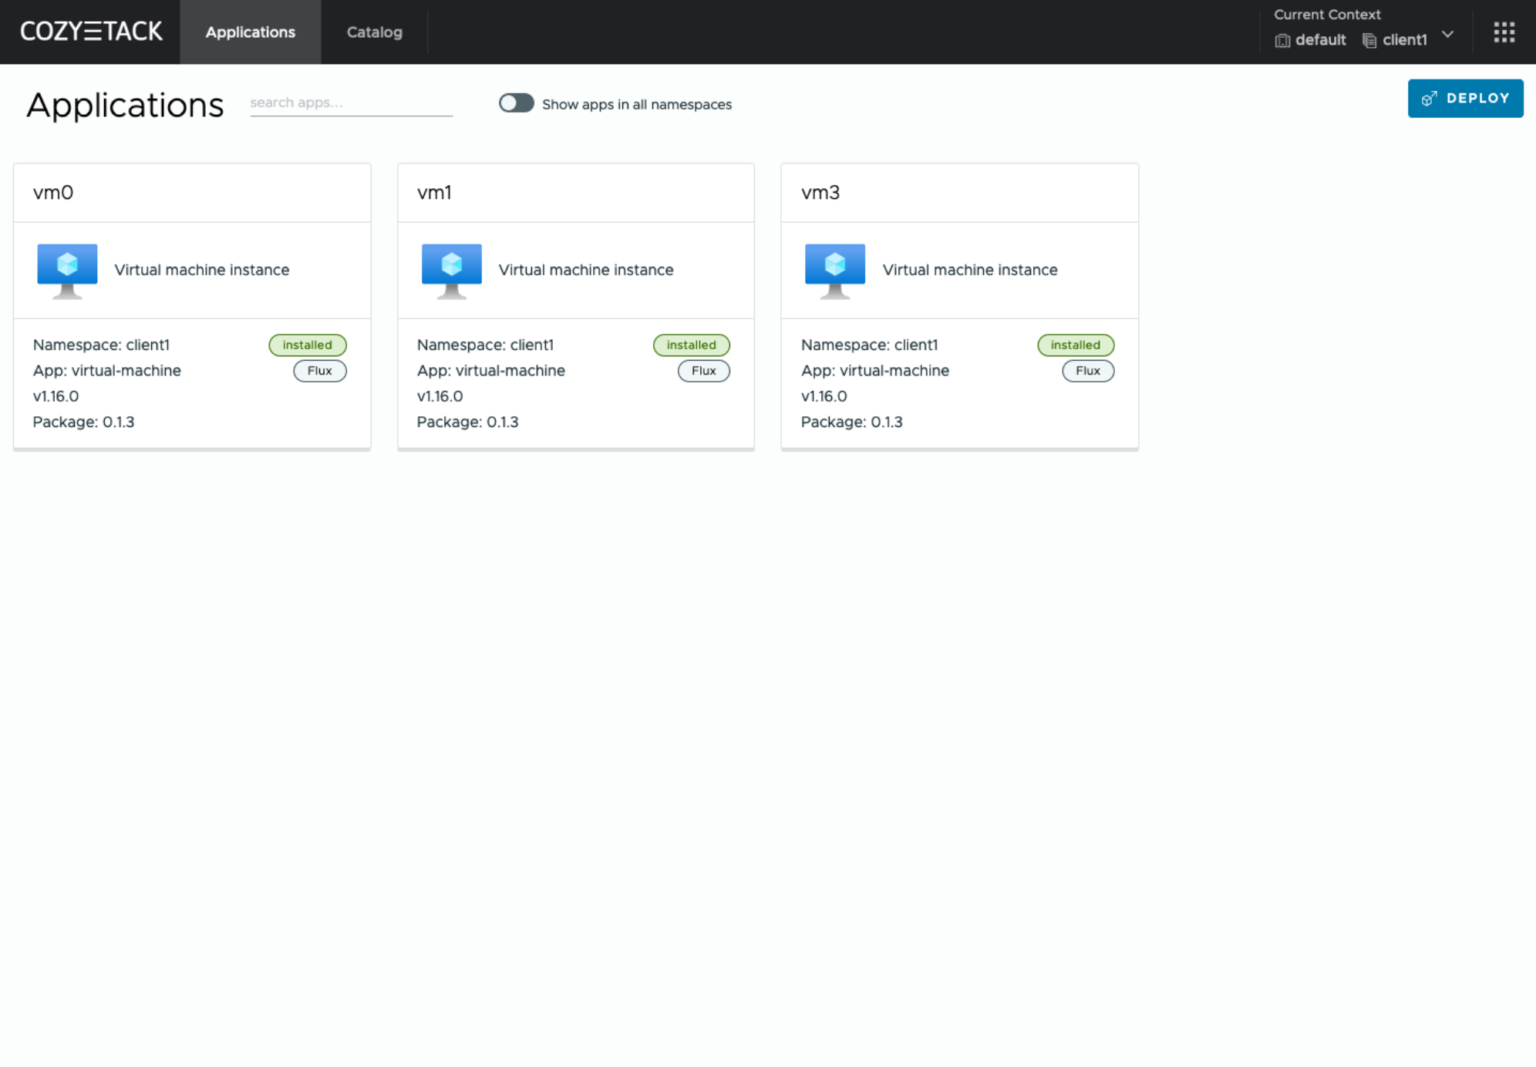 COZYSTACK
Applications
Catalog
Current Context
default client1
Applications
search apps...
Show apps in all namespaces
DEPLOY
vm0
Virtual machine instance
Namespace: client1
installed
App: virtual-machine
Flux
v1.16.0
Package: 0.1.3
vm1
Virtual machine instance
Namespace: client1
installed
App: virtual-machine
Flux
v1.16.0
Package: 0.1.3
vm3
Virtual machine instance
Namespace: client1
installed
App: virtual-machine
Flux
v1.16.0
Package: 0.1.3